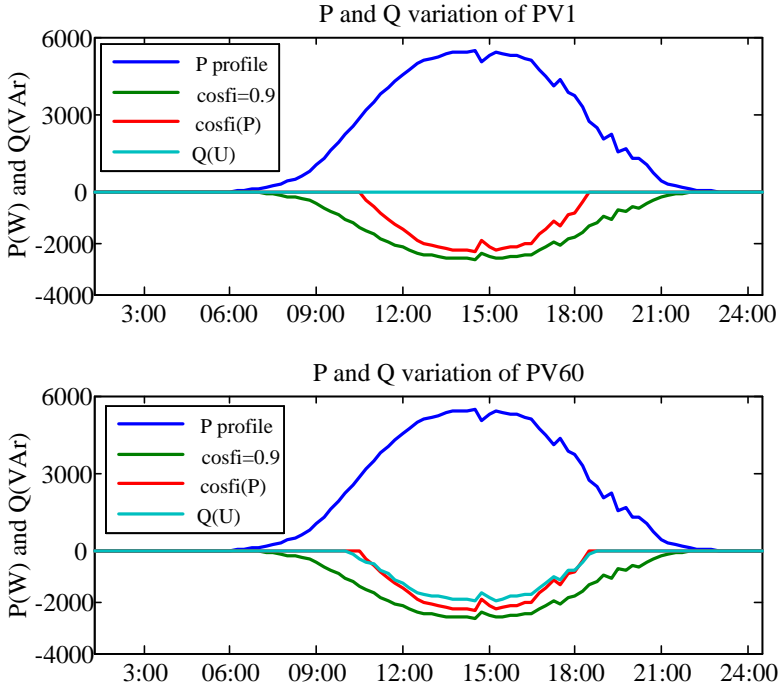 P and Q variation of PV1
P(W) and Q(VAr)
6000
3000
0
-2000
-4000
P profile
cosfi=0.9
cosfi(P)
Q(U)
3:00 06:00 09:00 12:00 15:00 18:00 21:00 24:00
P and Q variation of PV60
P(W) and Q(VAr)
6000
3000
0
-2000
-4000
P profile
cosfi=0.9
cosfi(P)
Q(U)
3:00 06:00 09:00 12:00 15:00 18:00 21:00 24:00